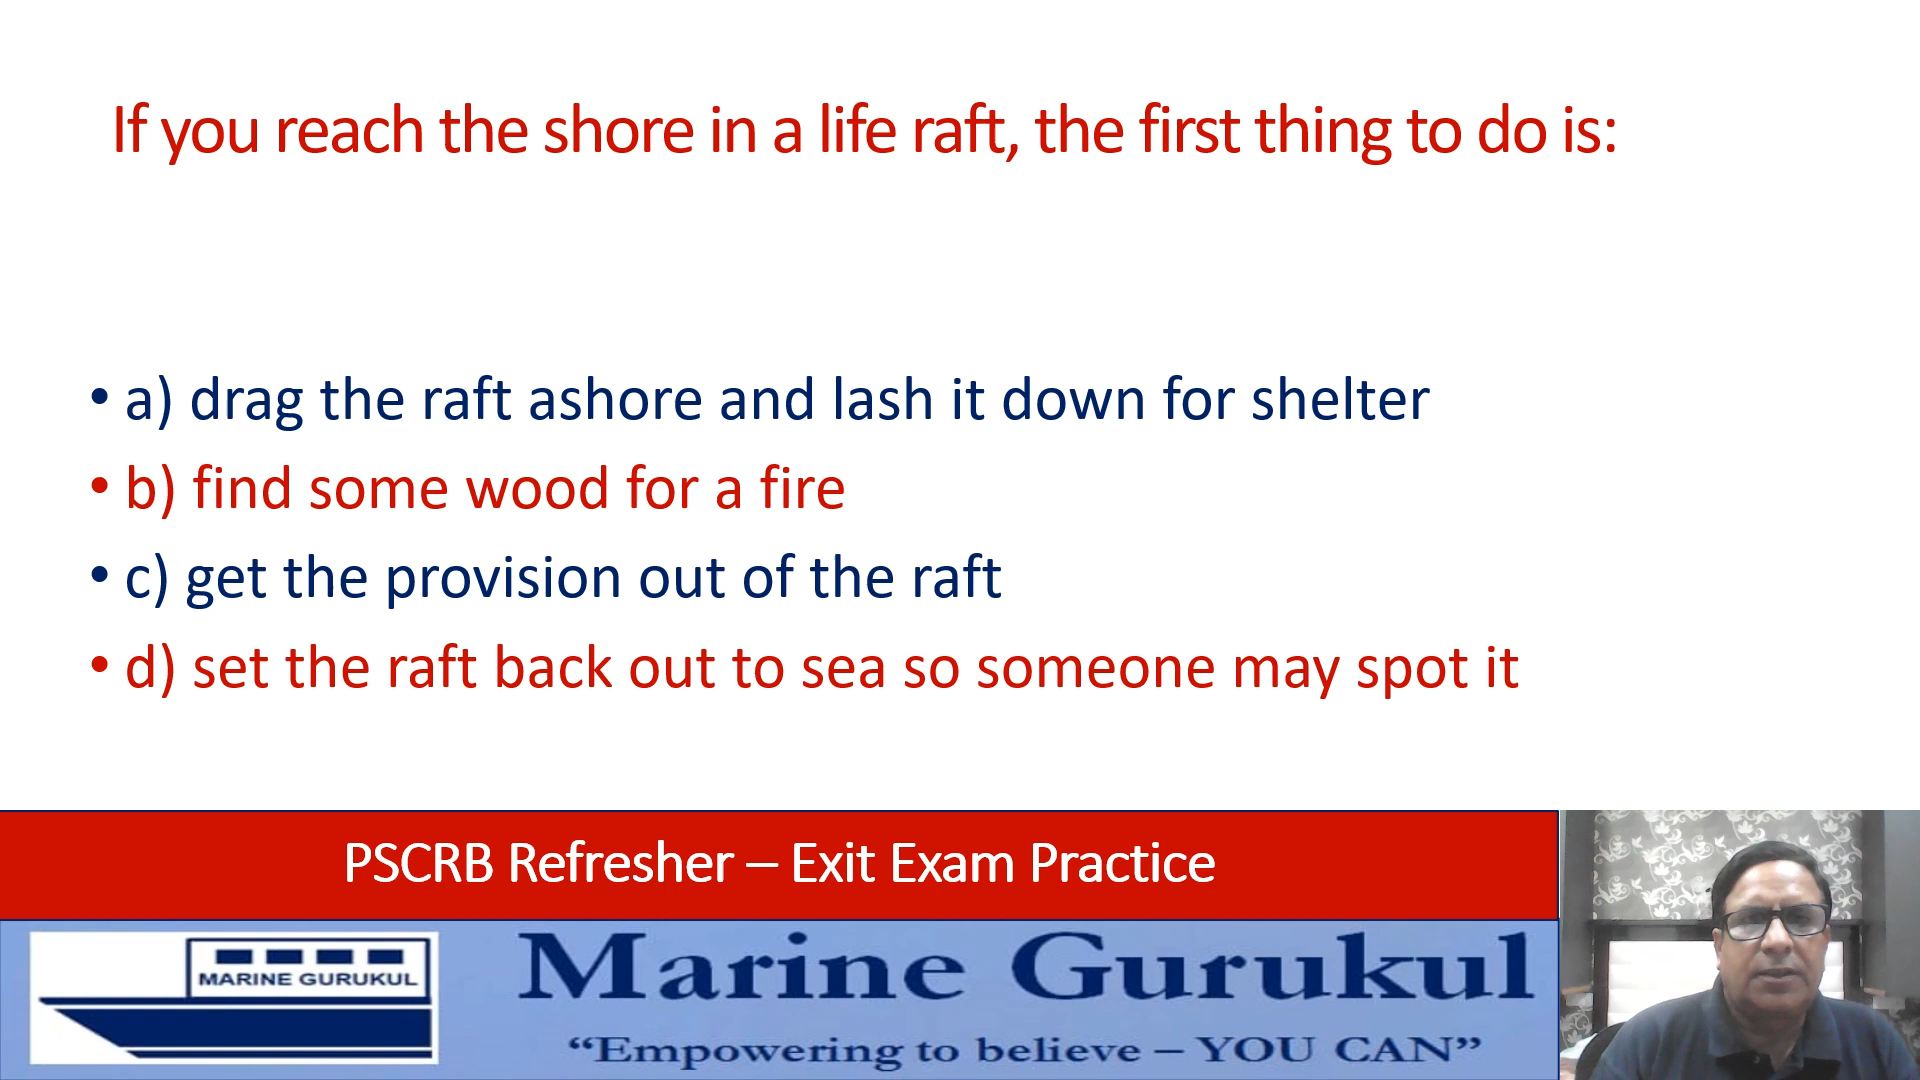 If you reach the shore in a life raft, the first thing to do is:
• a) drag the raft ashore and lash it down for shelter
• b) find some wood for a fire
• c) get the provision out of the raft
• d) set the raft back out to sea so someone may spot it
PSCRB Refresher – Exit Exam Practice
MARINE GURUKUL
Marine Gurukul
“Empowering to believe – YOU CAN”